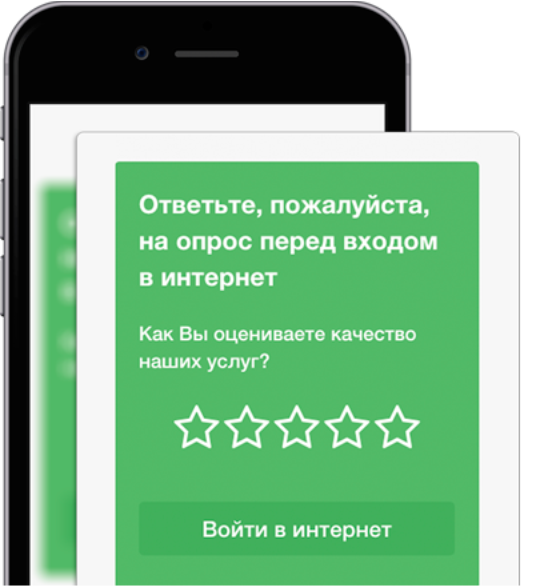 Ответьте, пожалуйста,
на опрос перед входом
в интернет
Как Вы оцениваете качество
наших услуг?
Войти в интернет